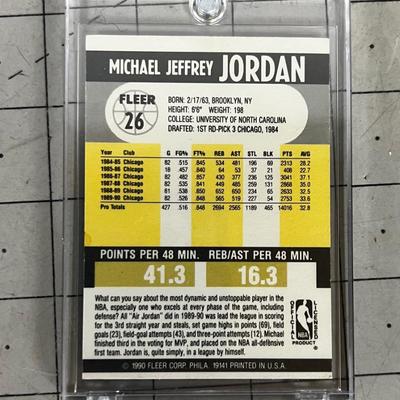 MICHAEL JEFFREY JORDAN
FLEER
26
BORN: 2/17/63, BROOKLYN, NY
HEIGHT: 6'6" WEIGHT: 198
COLLEGE: UNIVERSITY OF NORTH CAROLINA
DRAFTED: 1ST RD-PICK 3 CHICAGO, 1984
Year Club G FG% FT% REB AST STL BLK PTS AVG
1984-85 Chicago 82 .515 .845 534 481 196 69 2313 28.2
1985-86 Chicago 18 .457 .840 64 53 37 21 408 22.7
1986-87 Chicago 82 .482 .857 430 377 236 125 3041 37.1
1987-88 Chicago 82 .535 .841 449 485 259 131 2868 35.0
1988-89 Chicago 81 .538 .850 652 650 234 65 2633 32.5
1989-90 Chicago 82 .526 .848 565 519 227 54 2753 33.6
Pro Totals 427 .516 .848 2694 2565 1189 465 14016 32.8
POINTS PER 48 MIN. REB/AST PER 48 MIN.
41.3 16.3
What can you say about the most dynamic and unstoppable player in the
NBA, especially one who excels at every phase of the game, including
defense? All "Air Jordan" did in 1989-90 was lead the league in scoring
for the 3rd straight year and steals, set game highs in points (69), field
goals (23), field-goal attempts (43), and three-point attempts (12). Michael
finished third in the voting for MVP, and placed on the NBA all-defensive
first team. Jordan is, quite simply, in a league by himself.
OFFICIAL LICENSED
NBA
PRODUCT
© 1990 FLEER CORP. PHILA. 19141 PRINTED IN U.S.A.